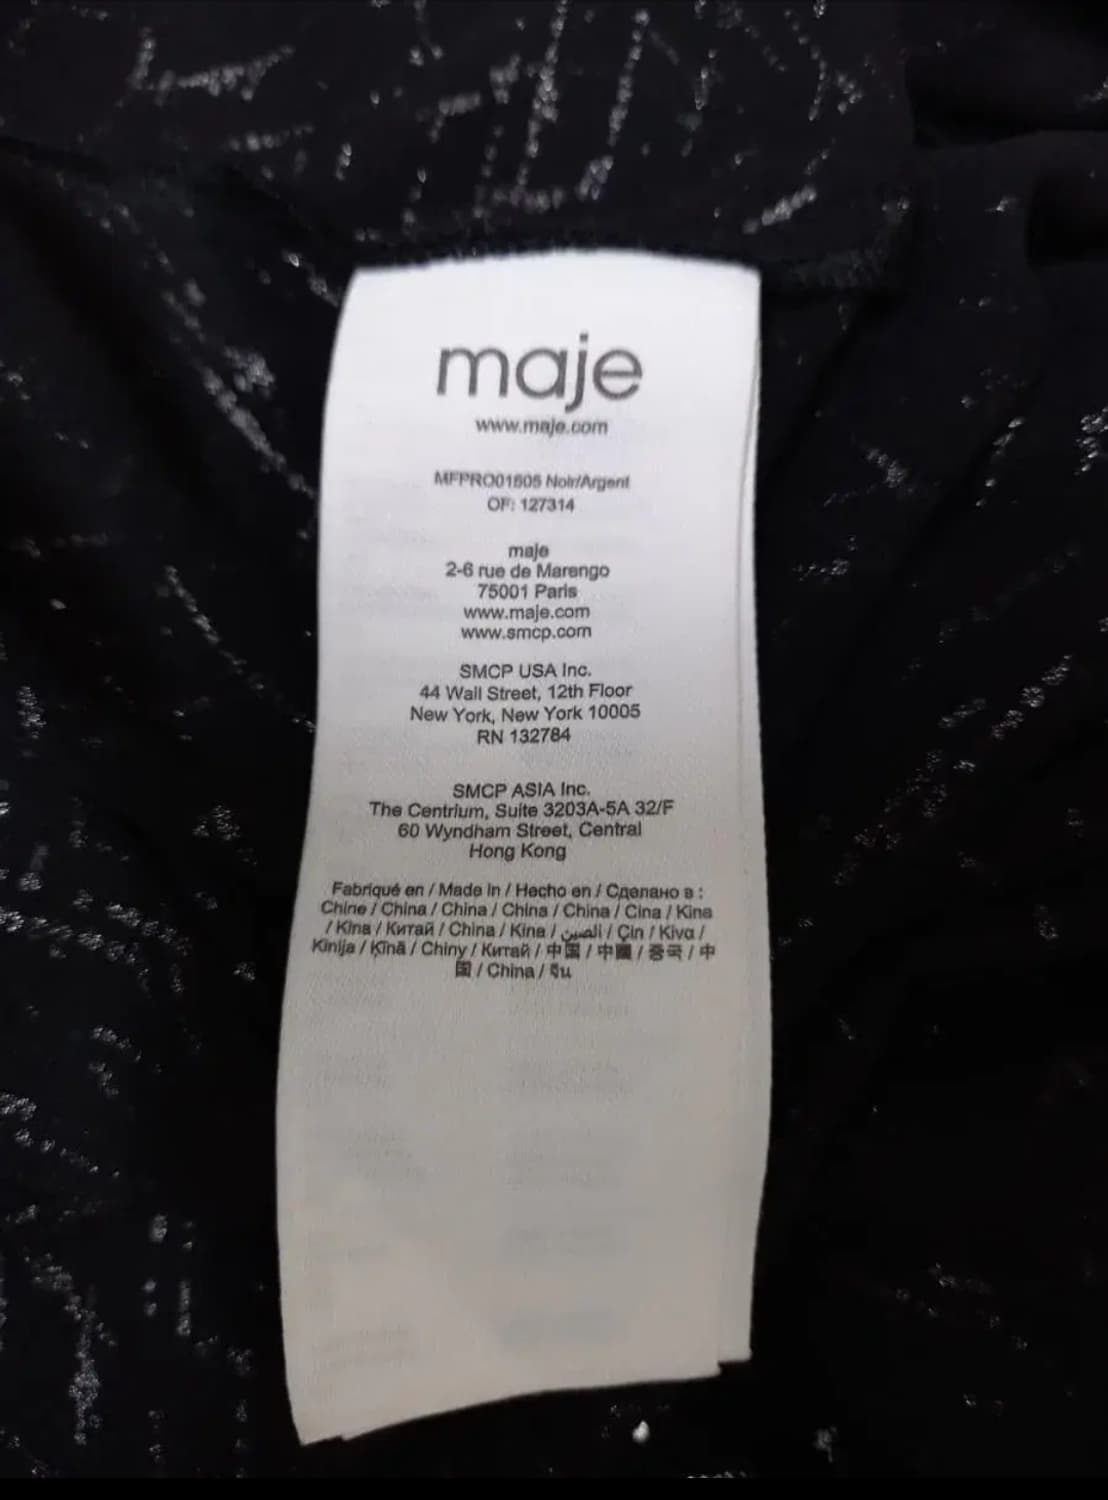 maje
www.maje.com
MFPRO01605 Noir/Argent
OF: 127314
maje
2-6 rue de Marengo
75001 Paris
www.maje.com
www.smcp.com
SMCP USA Inc.
44 Wall Street, 12th Floor
New York, New York 10005
RN 132784
SMCP ASIA Inc.
The Centrium, Suite 3203A-5A 32/F
60 Wyndham Street, Central
Hong Kong
Fabriqué en / Made In / Hecho en / Сделано в :
Chine / China / China / China / China / Cina / Kina
/ Kina / Китай / China / Kina / الصين / Çin / Kiva /
Kinija / Ķīnā / Chiny / Китай / 中国 / 中國 / 중국 / 中
国 / China / จีน